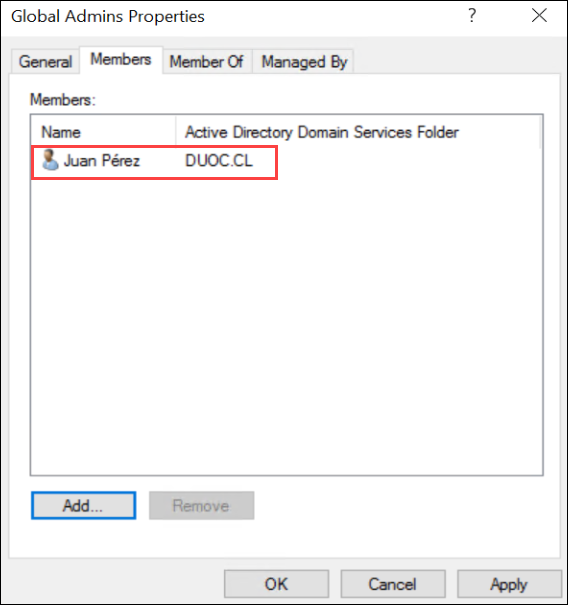 Global Admins Properties ?
General Members Member Of Managed By
Members:
Name Active Directory Domain Services Folder
Juan Pérez DUOC.CL
Add... Remove
OK Cancel Apply